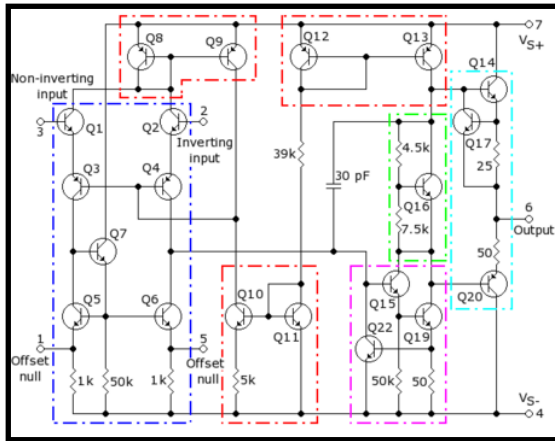 Q8 Q9 Q12 Q13 7
V S+
Q14
Non-inverting
input
3 Q1 Q2 2
Inverting
input
Q17
39k 4.5k 25
Q3 Q4 30 pF
Q16
6
Output
7.5k
Q7 50
Q5 Q6 Q10 Q11 Q15 Q20
Q22 Q19
1 5
Offset
null
Offset
null
1k 50k 1k 5k 50k 50
V S-
4